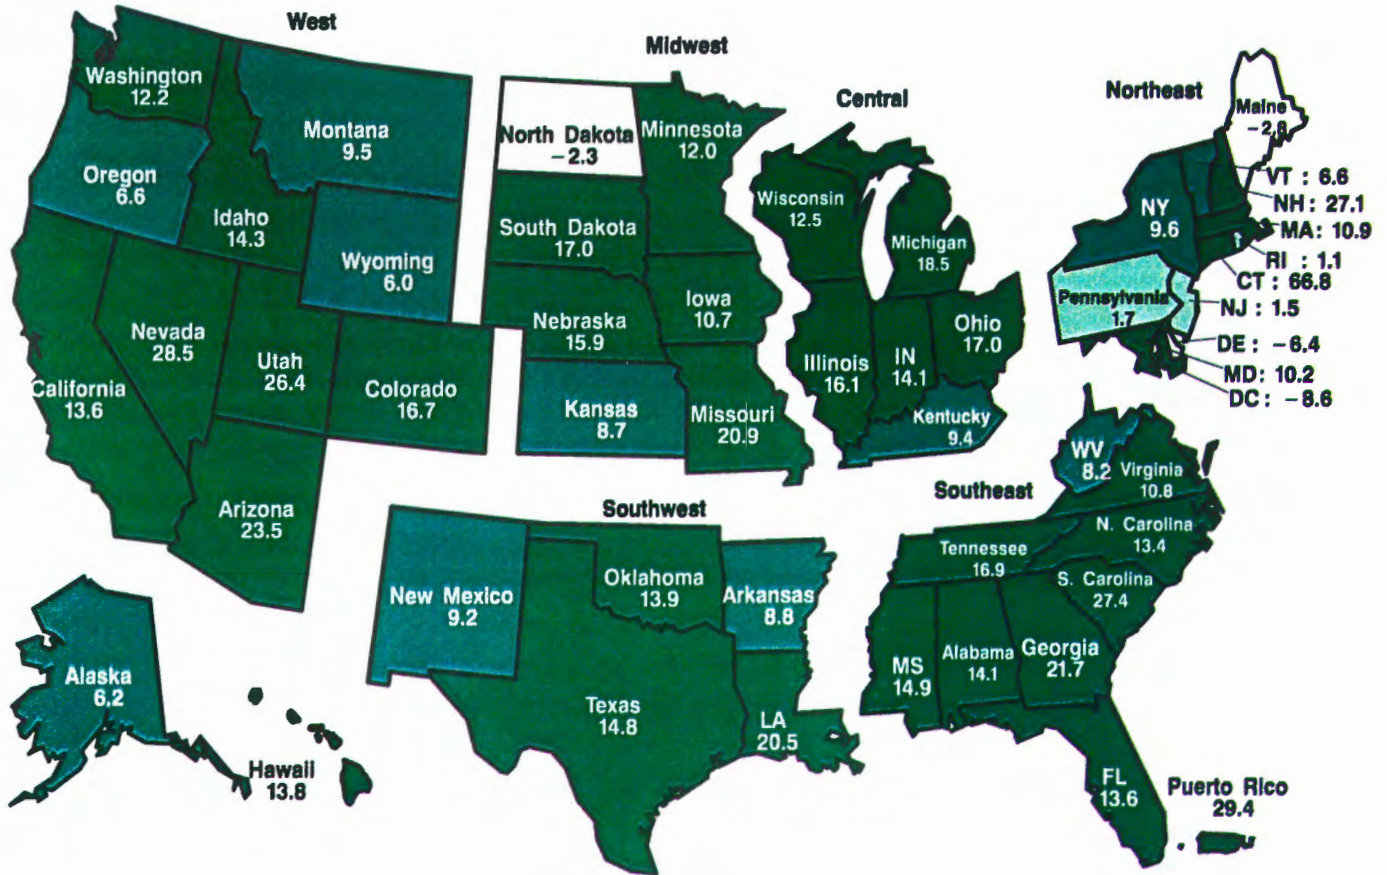 West
Washington
12.2
Montana
9.5
Oregon
6.6
Idaho
14.3
Wyoming
6.0
Nevada
28.5
Utah
26.4
Colorado
16.7
California
13.6
Arizona
23.5
Alaska
6.2
Hawaii
13.8
Midwest
North Dakota
-2.3
Minnesota
12.0
South Dakota
17.0
Iowa
10.7
Nebraska
15.9
Kansas
8.7
Missouri
20.9
Central
Wisconsin
12.5
Michigan
18.5
Illinois
16.1
IN
14.1
Ohio
17.0
Kentucky
9.4
Northeast
Maine
VT : 6.6
NH : 27.1
MA: 10.9
RI : 1.1
CT: 66.8
NJ : 1.5
DE : -6.4
MD: 10.2
DC : -8.6
NY
9.6
Pennsylvania
1.7
Southwest
New Mexico
9.2
Oklahoma
13.9
Arkansas
8.8
Texas
14.8
LA
20.5
Southeast
WV
8.2
Virginia
10.8
N. Carolina
13.4
Tennessee
16.9
S. Carolina
27.4
MS
14.9
Alabama
14.1
Georgia
21.7
FL
13.6
Puerto Rico
29.4